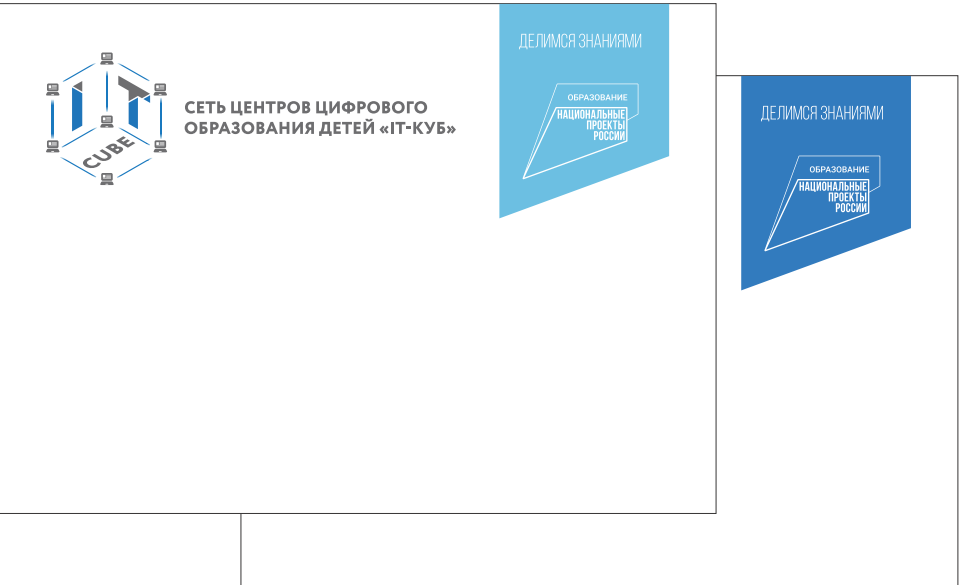 IT
CUBE
СЕТЬ ЦЕНТРОВ ЦИФРОВОГО
ОБРАЗОВАНИЯ ДЕТЕЙ «IT-КУБ»
ДЕЛИМСЯ ЗНАНИЯМИ
ОБРАЗОВАНИЕ
НАЦИОНАЛЬНЫЕ
ПРОЕКТЫ
РОССИИ
ДЕЛИМСЯ ЗНАНИЯМИ
ОБРАЗОВАНИЕ
НАЦИОНАЛЬНЫЕ
ПРОЕКТЫ
РОССИИ